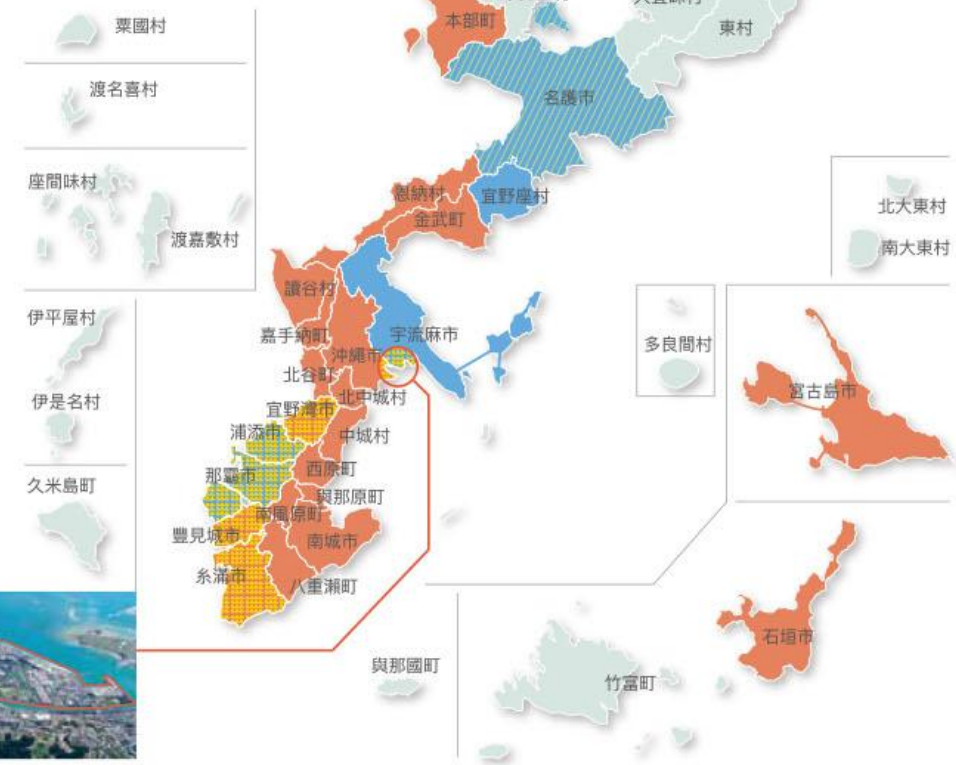 粟國村
本部町
東村
渡名喜村
名護市
座間味村
恩納村
宜野座村
金武町
北大東村
渡嘉敷村
南大東村
讀谷村
伊平屋村
嘉手納町
宇流麻市
多良間村
沖繩市
北谷町
宮古島市
伊是名村
北中城村
宜野灣市
浦添市
中城村
那霸市
西原町
久米島町
與那原町
南風原町
豐見城市
南城市
糸滿市
八重瀨町
石垣市
與那國町
竹富町